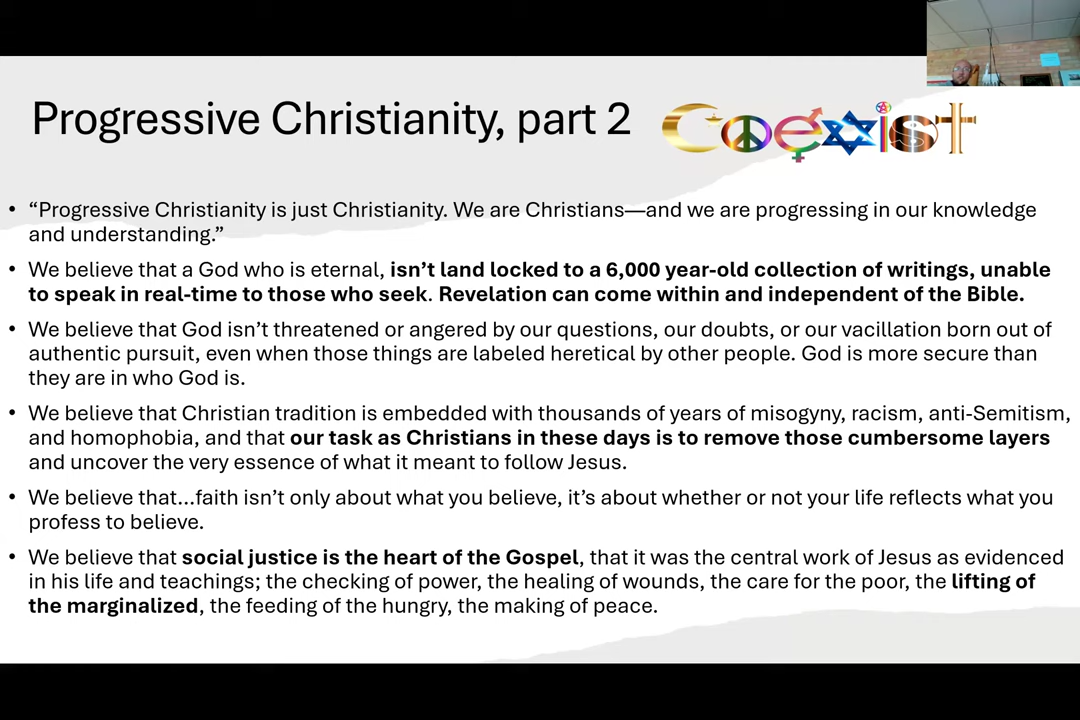 Progressive Christianity, part 2
Coexist
• “Progressive Christianity is just Christianity. We are Christians—and we are progressing in our knowledge
and understanding.”
• We believe that a God who is eternal, isn’t land locked to a 6,000 year-old collection of writings, unable
to speak in real-time to those who seek. Revelation can come within and independent of the Bible.
• We believe that God isn’t threatened or angered by our questions, our doubts, or our vacillation born out of
authentic pursuit, even when those things are labeled heretical by other people. God is more secure than
they are in who God is.
• We believe that Christian tradition is embedded with thousands of years of misogyny, racism, anti-Semitism,
and homophobia, and that our task as Christians in these days is to remove those cumbersome layers
and uncover the very essence of what it meant to follow Jesus.
• We believe that...faith isn’t only about what you believe, it’s about whether or not your life reflects what you
profess to believe.
• We believe that social justice is the heart of the Gospel, that it was the central work of Jesus as evidenced
in his life and teachings; the checking of power, the healing of wounds, the care for the poor, the lifting of
the marginalized, the feeding of the hungry, the making of peace.